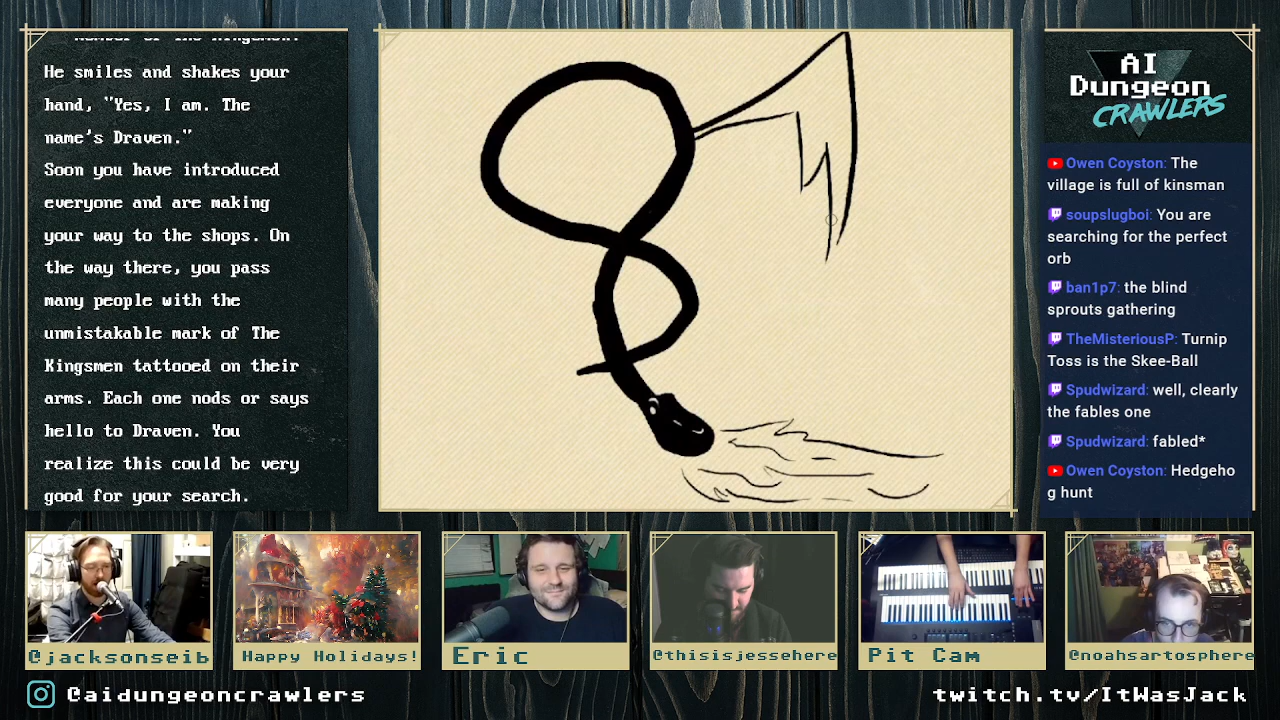 He smiles and shakes your
hand, "Yes, I am. The
name's Draven."
Soon you have introduced
everyone and are making
your way to the shops. On
the way there, you pass
many people with the
unmistakable mark of The
Kingsmen tattooed on their
arms. Each one nods or says
hello to Draven. You
realize this could be very
good for your search.
AI
Dungeon
CRAWLERS
Owen Coyston: The
village is full of kinsman
soupslugboi: You are
searching for the perfect
orb
ban1p7: the blind
sprouts gathering
TheMisteriousP: Turnip
Toss is the Skee-Ball
Spudwizard: well, clearly
the fables one
Spudwizard: fabled*
Owen Coyston: Hedgeho
g hunt
@jacksonseib
Happy Holidays!
Eric
@thisisjessehere
Pit Cam
@noahsartosphere
@aidungeoncrawlers
twitch.tv/ItWasJack